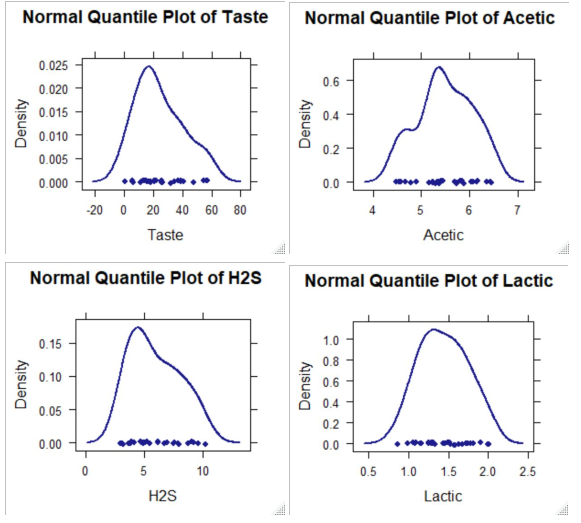 Normal Quantile Plot of Taste
0.025
0.020
0.015
0.010
0.005
0.000
Density
-20 0 20 40 60 80
Taste
Normal Quantile Plot of Acetic
0.6
0.4
0.2
0.0
Density
4 5 6 7
Acetic
Normal Quantile Plot of H2S
0.15
0.10
0.05
0.00
Density
0 5 10
H2S
Normal Quantile Plot of Lactic
1.0
0.8
0.6
0.4
0.2
0.0
Density
0.5 1.0 1.5 2.0 2.5
Lactic